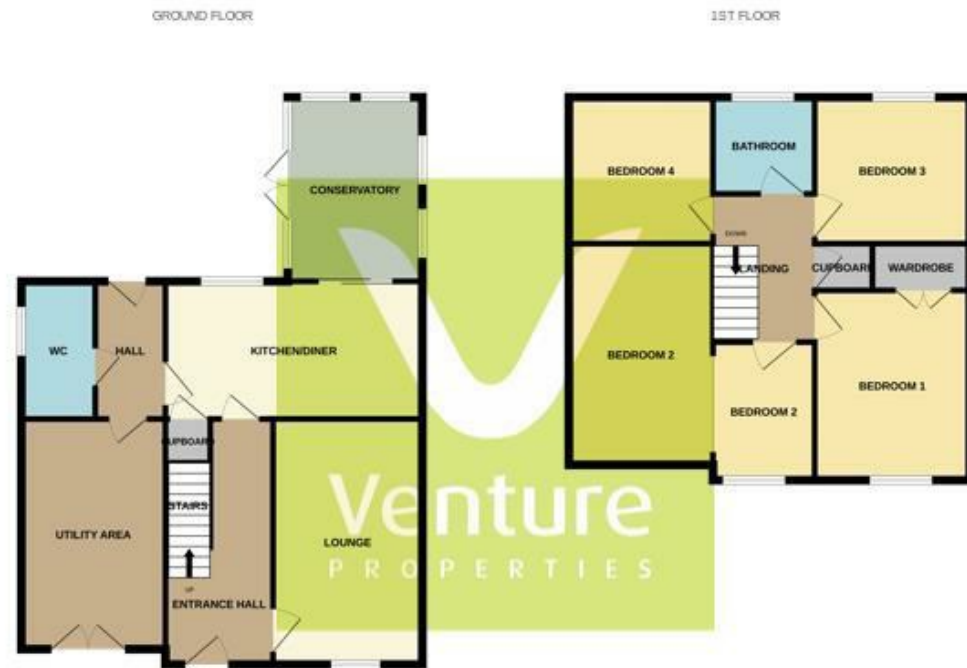 GROUND FLOOR
1ST FLOOR
CONSERVATORY
WC
HALL
KITCHEN/DINER
CUPBOARD
STAIRS
UP
UTILITY AREA
ENTRANCE HALL
LOUNGE
BEDROOM 4
BATHROOM
BEDROOM 3
DOWN
LANDING
CUPBOARD
WARDROBE
BEDROOM 2
BEDROOM 2
BEDROOM 1
Venture
PROPERTIES